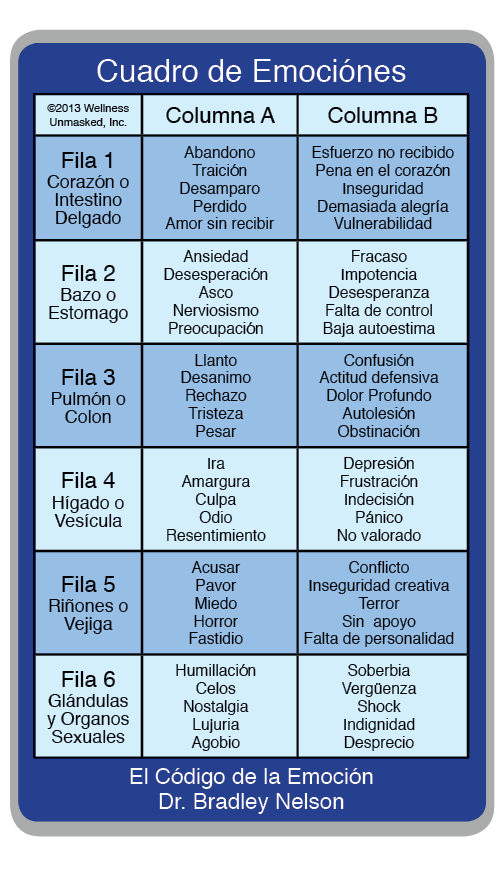 Cuadro de Emociónes
©2013 Wellness
Unmasked, Inc.
Columna A
Columna B
Fila 1
Corazón o
Intestino
Delgado
Abandono
Traición
Desamparo
Perdido
Amor sin recibir
Esfuerzo no recibido
Pena en el corazón
Inseguridad
Demasiada alegría
Vulnerabilidad
Fila 2
Bazo o
Estomago
Ansiedad
Desesperación
Asco
Nerviosismo
Preocupación
Fracaso
Impotencia
Desesperanza
Falta de control
Baja autoestima
Fila 3
Pulmón o
Colon
Llanto
Desanimo
Rechazo
Tristeza
Pesar
Confusión
Actitud defensiva
Dolor Profundo
Autolesión
Obstinación
Fila 4
Hígado o
Vesícula
Ira
Amargura
Culpa
Odio
Resentimiento
Depresión
Frustración
Indecisión
Pánico
No valorado
Fila 5
Riñones o
Vejiga
Acusar
Pavor
Miedo
Horror
Fastidio
Conflicto
Inseguridad creativa
Terror
Sin apoyo
Falta de personalidad
Fila 6
Glándulas
y Organos
Sexuales
Humillación
Celos
Nostalgia
Lujuria
Agobio
Soberbia
Vergüenza
Shock
Indignidad
Desprecio
El Código de la Emoción
Dr. Bradley Nelson